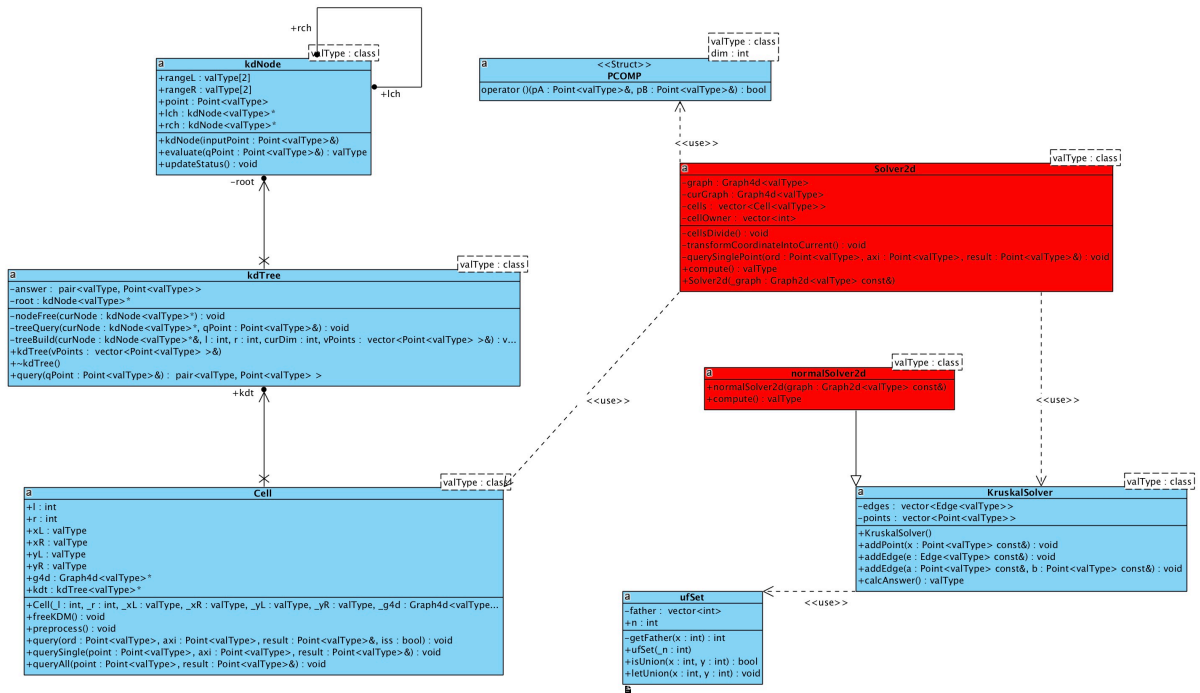 +rch
valType : class
a
kdNode
+rangeL : valType[2]
+rangeR : valType[2]
+point : Point<valType>
+lch : kdNode<valType>*
+rch : kdNode<valType>*
+kdNode(inputPoint : Point<valType>&)
+evaluate(qPoint : Point<valType>&) : valType
+updateStatus() : void
+lch
-root
valType : class
a
kdTree
-answer : pair<valType, Point<valType>>
-root : kdNode<valType>*
-nodeFree(curNode : kdNode<valType>*) : void
-treeQuery(curNode : kdNode<valType>*, qPoint : Point<valType>&) : void
-treeBuild(curNode : kdNode<valType>*&, l : int, r : int, curDim : int, vPoints : vector<Point<valType> >&) : v...
+kdTree(vPoints : vector<Point<valType> >&)
+~kdTree()
+query(qPoint : Point<valType>&) : pair<valType, Point<valType> >
+kdt
valType : class
a
Cell
+l : int
+r : int
+xL : valType
+xR : valType
+yL : valType
+yR : valType
+g4d : Graph4d<valType>*
+kdt : kdTree<valType>*
+Cell(_l : int, _r : int, _xL : valType, _xR : valType, _yL : valType, _yR : valType, _g4d : Graph4d<valType...
+freeKDM() : void
+preprocess() : void
+query(ord : Point<valType>, axi : Point<valType>, result : Point<valType>&, iss : bool) : void
+querySingle(point : Point<valType>, axi : Point<valType>, result : Point<valType>&) : void
+queryAll(point : Point<valType>, result : Point<valType>&) : void
valType : class
dim : int
a
<<Struct>>
PCOMP
operator ()(pA : Point<valType>&, pB : Point<valType>&) : bool
<<use>>
valType : class
a
Solver2d
-graph : Graph4d<valType>
-curGraph : Graph4d<valType>
-cells : vector<Cell<valType>>
-cellOwner : vector<int>
-cellsDivide() : void
-transformCoordinateIntoCurrent() : void
-querySinglePoint(ord : Point<valType>, axi : Point<valType>, result : Point<valType>&) : void
+compute() : valType
+Solver2d(_graph : Graph2d<valType> const&)
<<use>>
<<use>>
valType : class
a
normalSolver2d
+normalSolver2d(graph : Graph2d<valType> const&)
+compute() : valType
valType : class
a
KruskalSolver
-edges : vector<Edge<valType>>
-points : vector<Point<valType>>
+KruskalSolver()
+addPoint(x : Point<valType> const&) : void
+addEdge(e : Edge<valType> const&) : void
+addEdge(a : Point<valType> const&, b : Point<valType> const&) : void
+calcAnswer() : valType
<<use>>
a
ufSet
-father : vector<int>
+n : int
-getFather(x : int) : int
+ufSet(_n : int)
+isUnion(x : int, y : int) : bool
+letUnion(x : int, y : int) : void